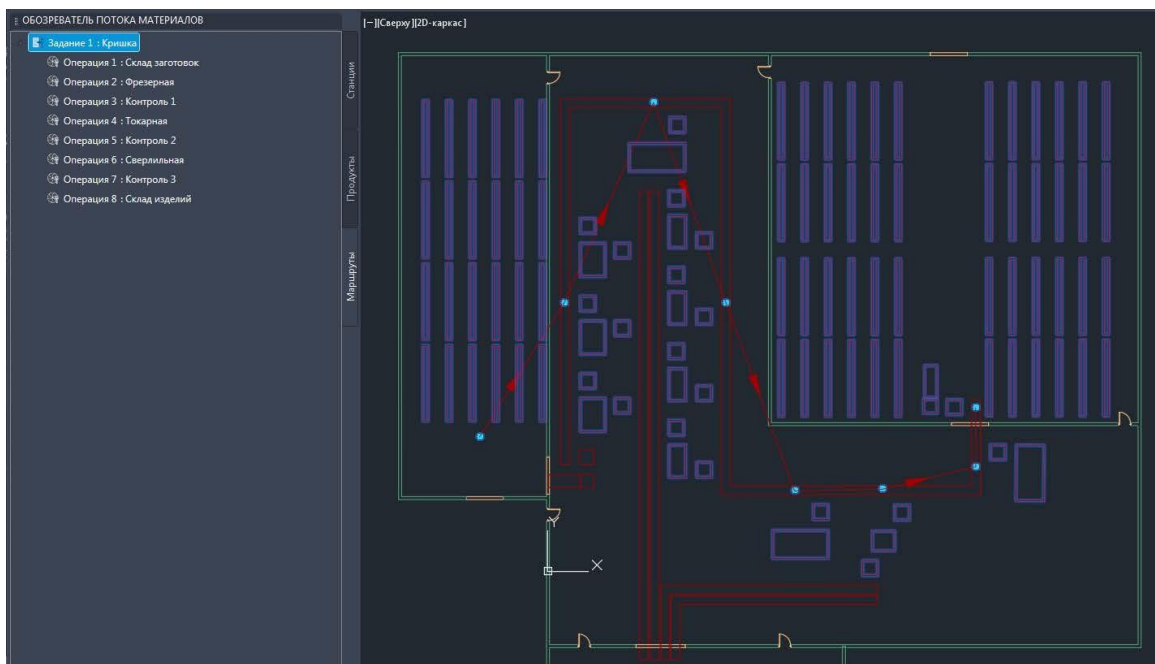 ОБОЗРЕВАТЕЛЬ ПОТОКА МАТЕРИАЛОВ
Задание 1 : Кришка
Операция 1 : Склад заготовок
Операция 2 : Фрезерная
Операция 3 : Контроль 1
Операция 4 : Токарная
Операция 5 : Контроль 2
Операция 6 : Сверлильная
Операция 7 : Контроль 3
Операция 8 : Склад изделий
Станции
Продукты
Маршруты
[−][Сверху][2D-каркас]
Y
X